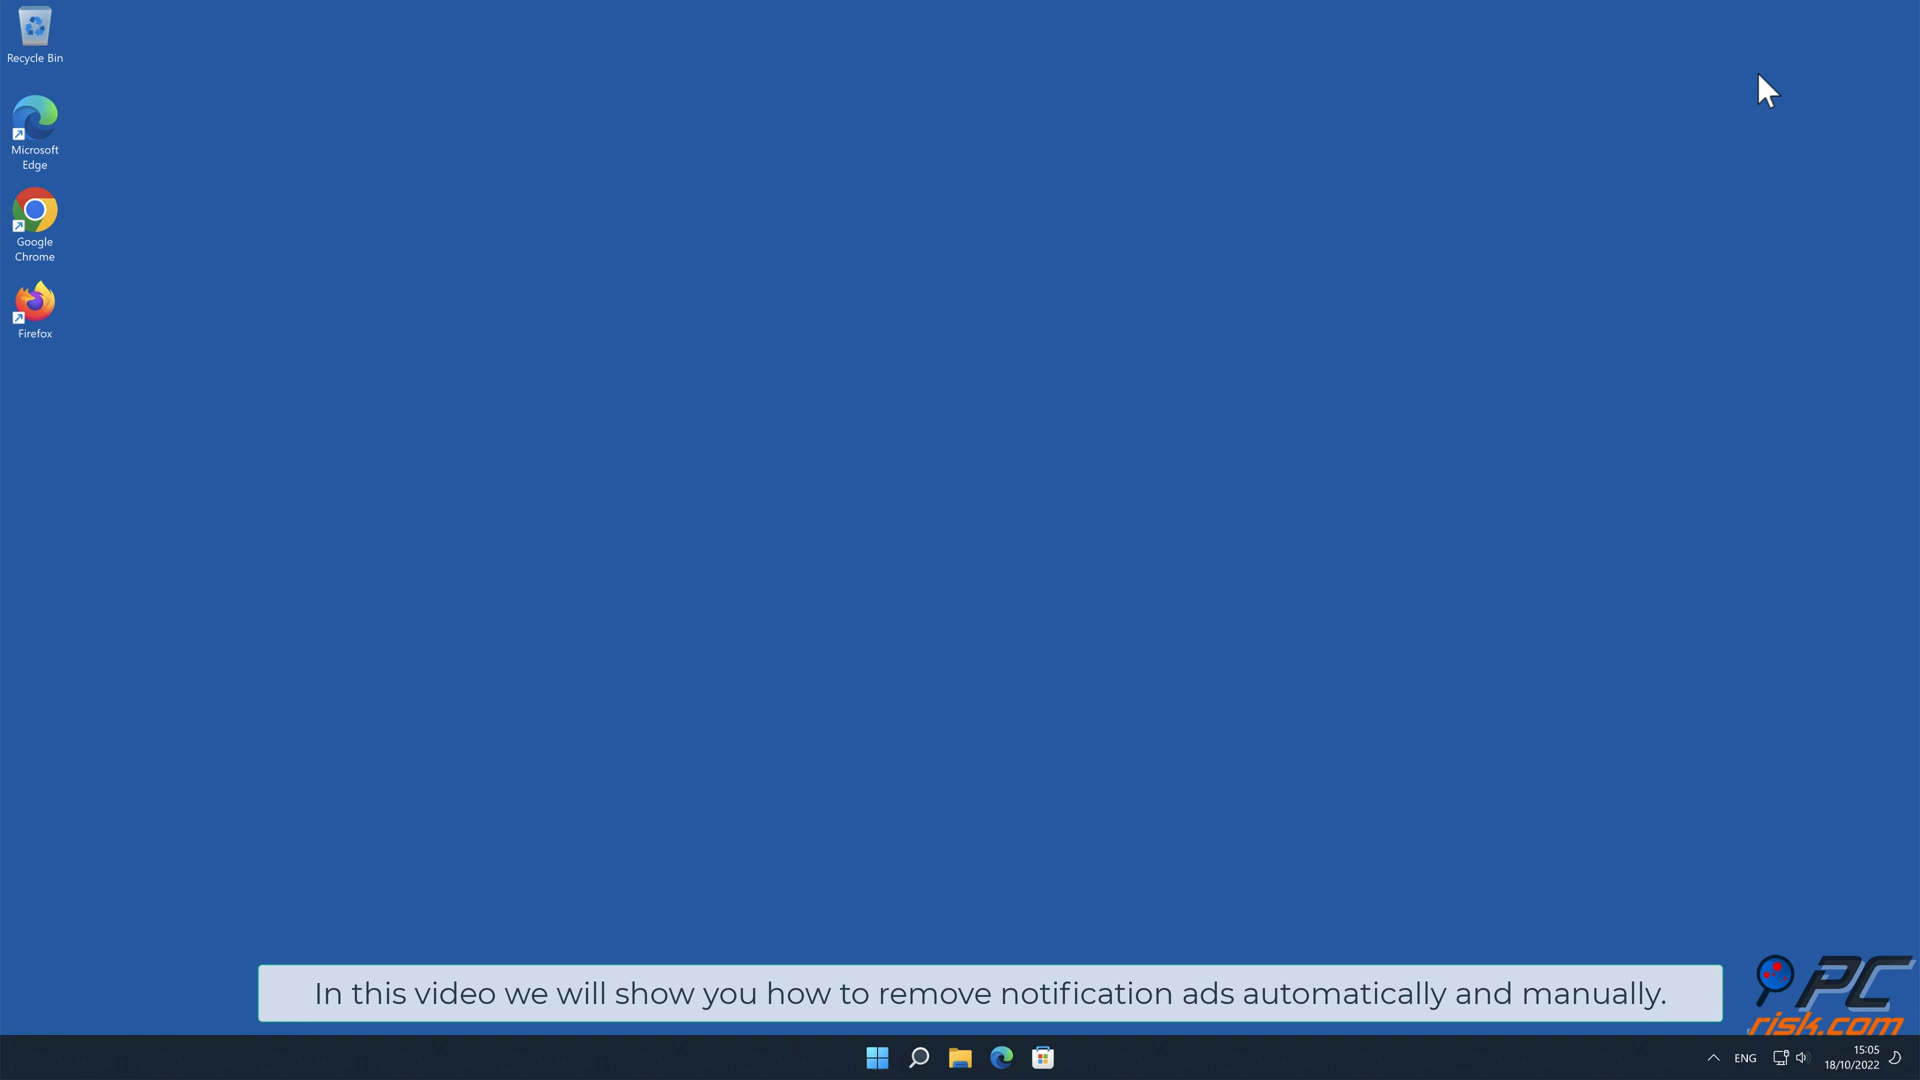 Recycle Bin
Microsoft
Edge
Google
Chrome
Firefox
In this video we will show you how to remove notification ads automatically and manually.
PC
risk.com
ENG
15:05
18/10/2022